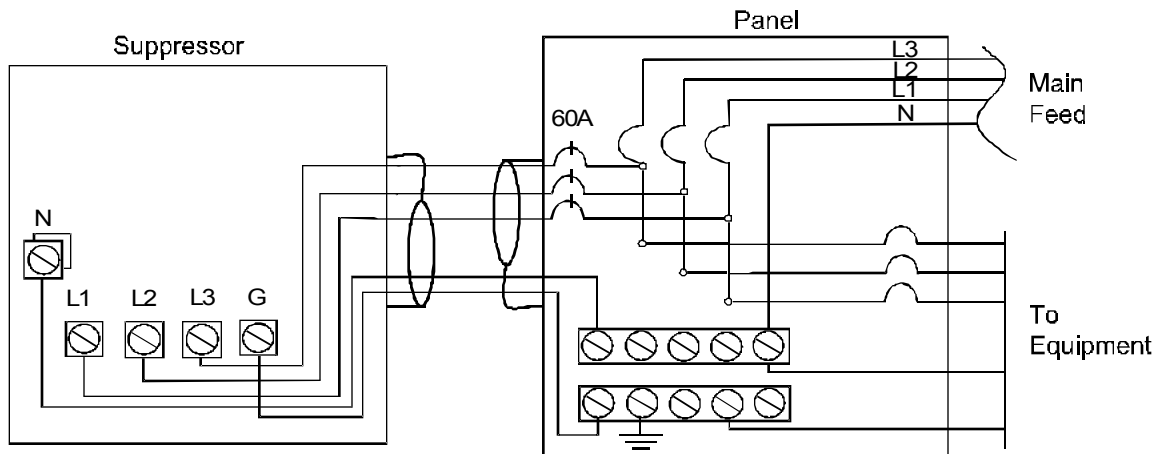 Suppressor
Panel
L3
L2
L1
N
Main
Feed
60A
N
L1
L2
L3
G
To
Equipment